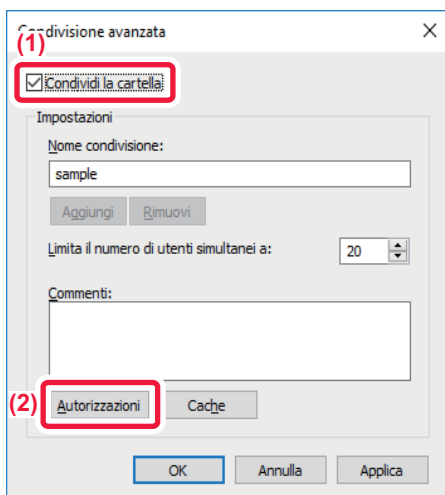 Condivisione avanzata
(1)
Condividi la cartella
Impostazioni
Nome condivisione:
sample
Aggiungi Rimuovi
Limita il numero di utenti simultanei a: 20
Commenti:
(2) Autorizzazioni Cache
OK Annulla Applica